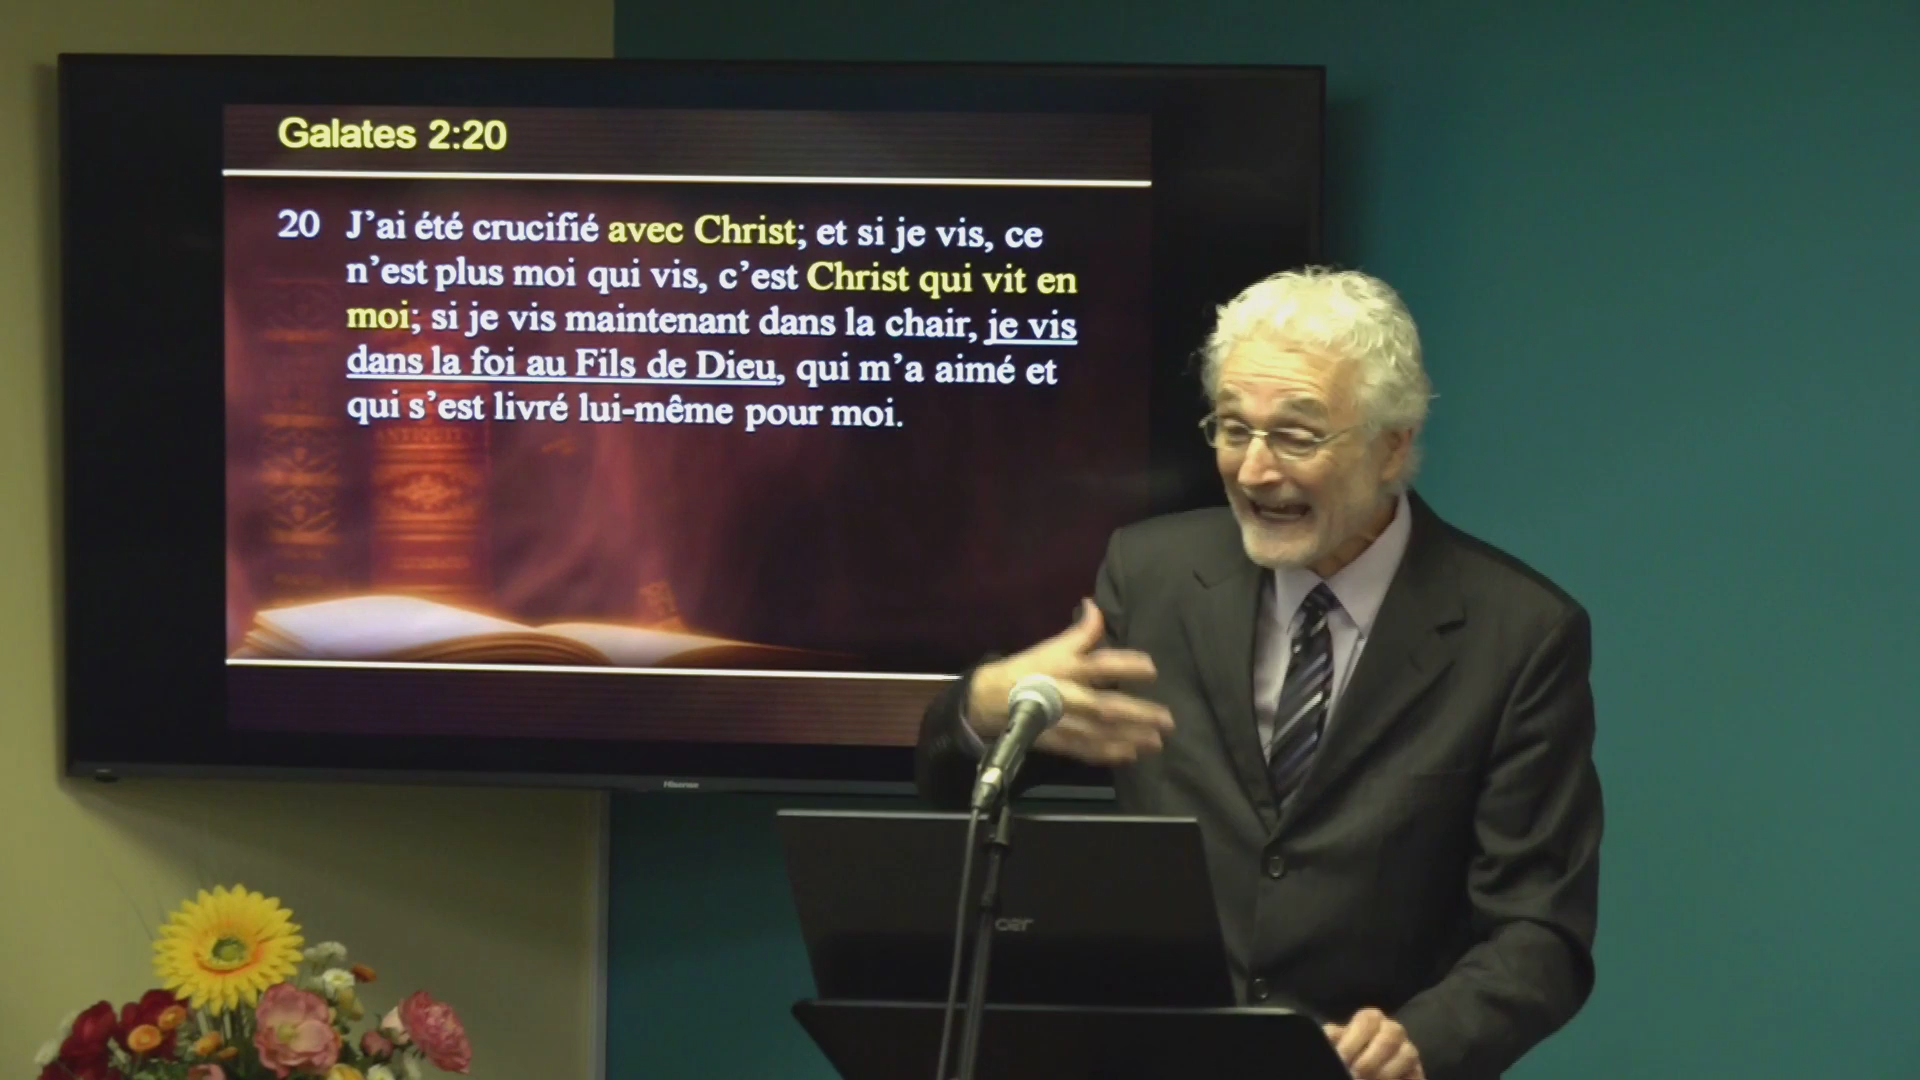 Galates 2:20
20 J’ai été crucifié avec Christ; et si je vis, ce
n’est plus moi qui vis, c’est Christ qui vit en
moi; si je vis maintenant dans la chair, je vis
dans la foi au Fils de Dieu, qui m’a aimé et
qui s’est livré lui-même pour moi.
Hisense
acer